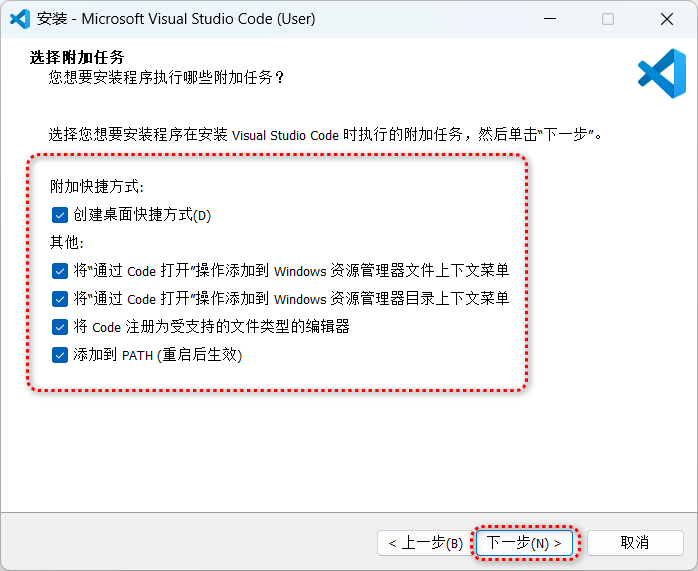 安装 - Microsoft Visual Studio Code (User)
选择附加任务
您想要安装程序执行哪些附加任务？
选择您想要安装程序在安装 Visual Studio Code 时执行的附加任务，然后单击“下一步”。
附加快捷方式:
创建桌面快捷方式(D)
其他:
将“通过 Code 打开”操作添加到 Windows 资源管理器文件上下文菜单
将“通过 Code 打开”操作添加到 Windows 资源管理器目录上下文菜单
将 Code 注册为受支持的文件类型的编辑器
添加到 PATH (重启后生效)
< 上一步(B) 下一步(N) > 取消